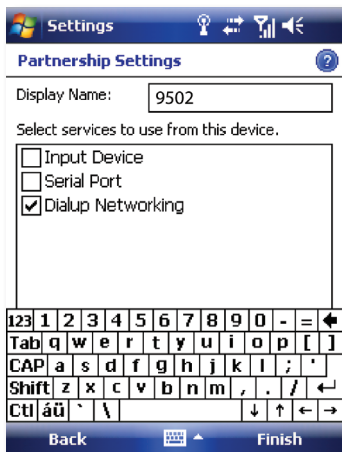 Settings
Partnership Settings ?
Display Name: 9502
Select services to use from this device.
Input Device
Serial Port
Dialup Networking
123 1 2 3 4 5 6 7 8 9 0 - =
Tab q w e r t y u i o p [ ]
CAP a s d f g h j k l ; '
Shift z x c v b n m , . /
Ctl áü ` \
Back Finish